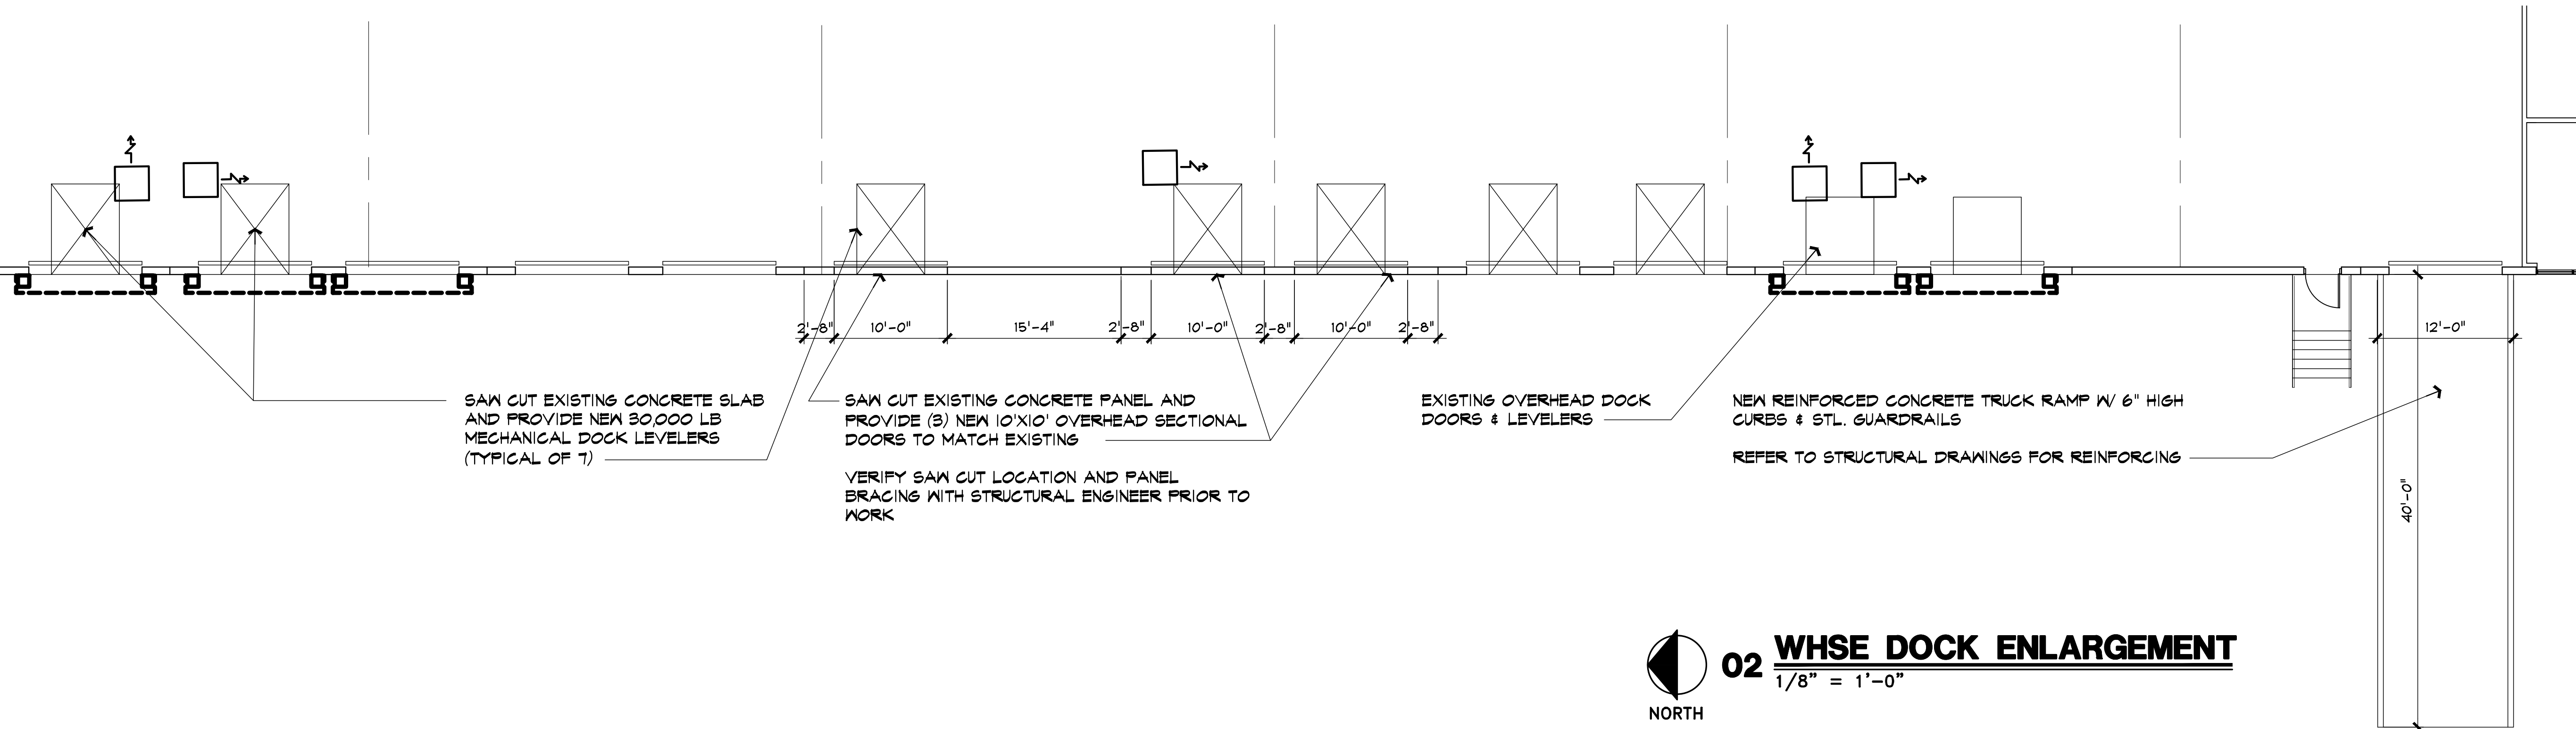 2'-8"
10'-0"
15'-4"
2'-8"
10'-0"
2'-8"
10'-0"
2'-8"
12'-0"
SAW CUT EXISTING CONCRETE SLAB
AND PROVIDE NEW 30,000 LB
MECHANICAL DOCK LEVELERS
(TYPICAL OF 7)
SAW CUT EXISTING CONCRETE PANEL AND
PROVIDE (3) NEW 10'X10' OVERHEAD SECTIONAL
DOORS TO MATCH EXISTING
VERIFY SAW CUT LOCATION AND PANEL
BRACING WITH STRUCTURAL ENGINEER PRIOR TO
WORK
EXISTING OVERHEAD DOCK
DOORS & LEVELERS
NEW REINFORCED CONCRETE TRUCK RAMP W/ 6" HIGH
CURBS & STL. GUARDRAILS
REFER TO STRUCTURAL DRAWINGS FOR REINFORCING
40'-0"
NORTH
02 WHSE DOCK ENLARGEMENT
1/8" = 1'-0"